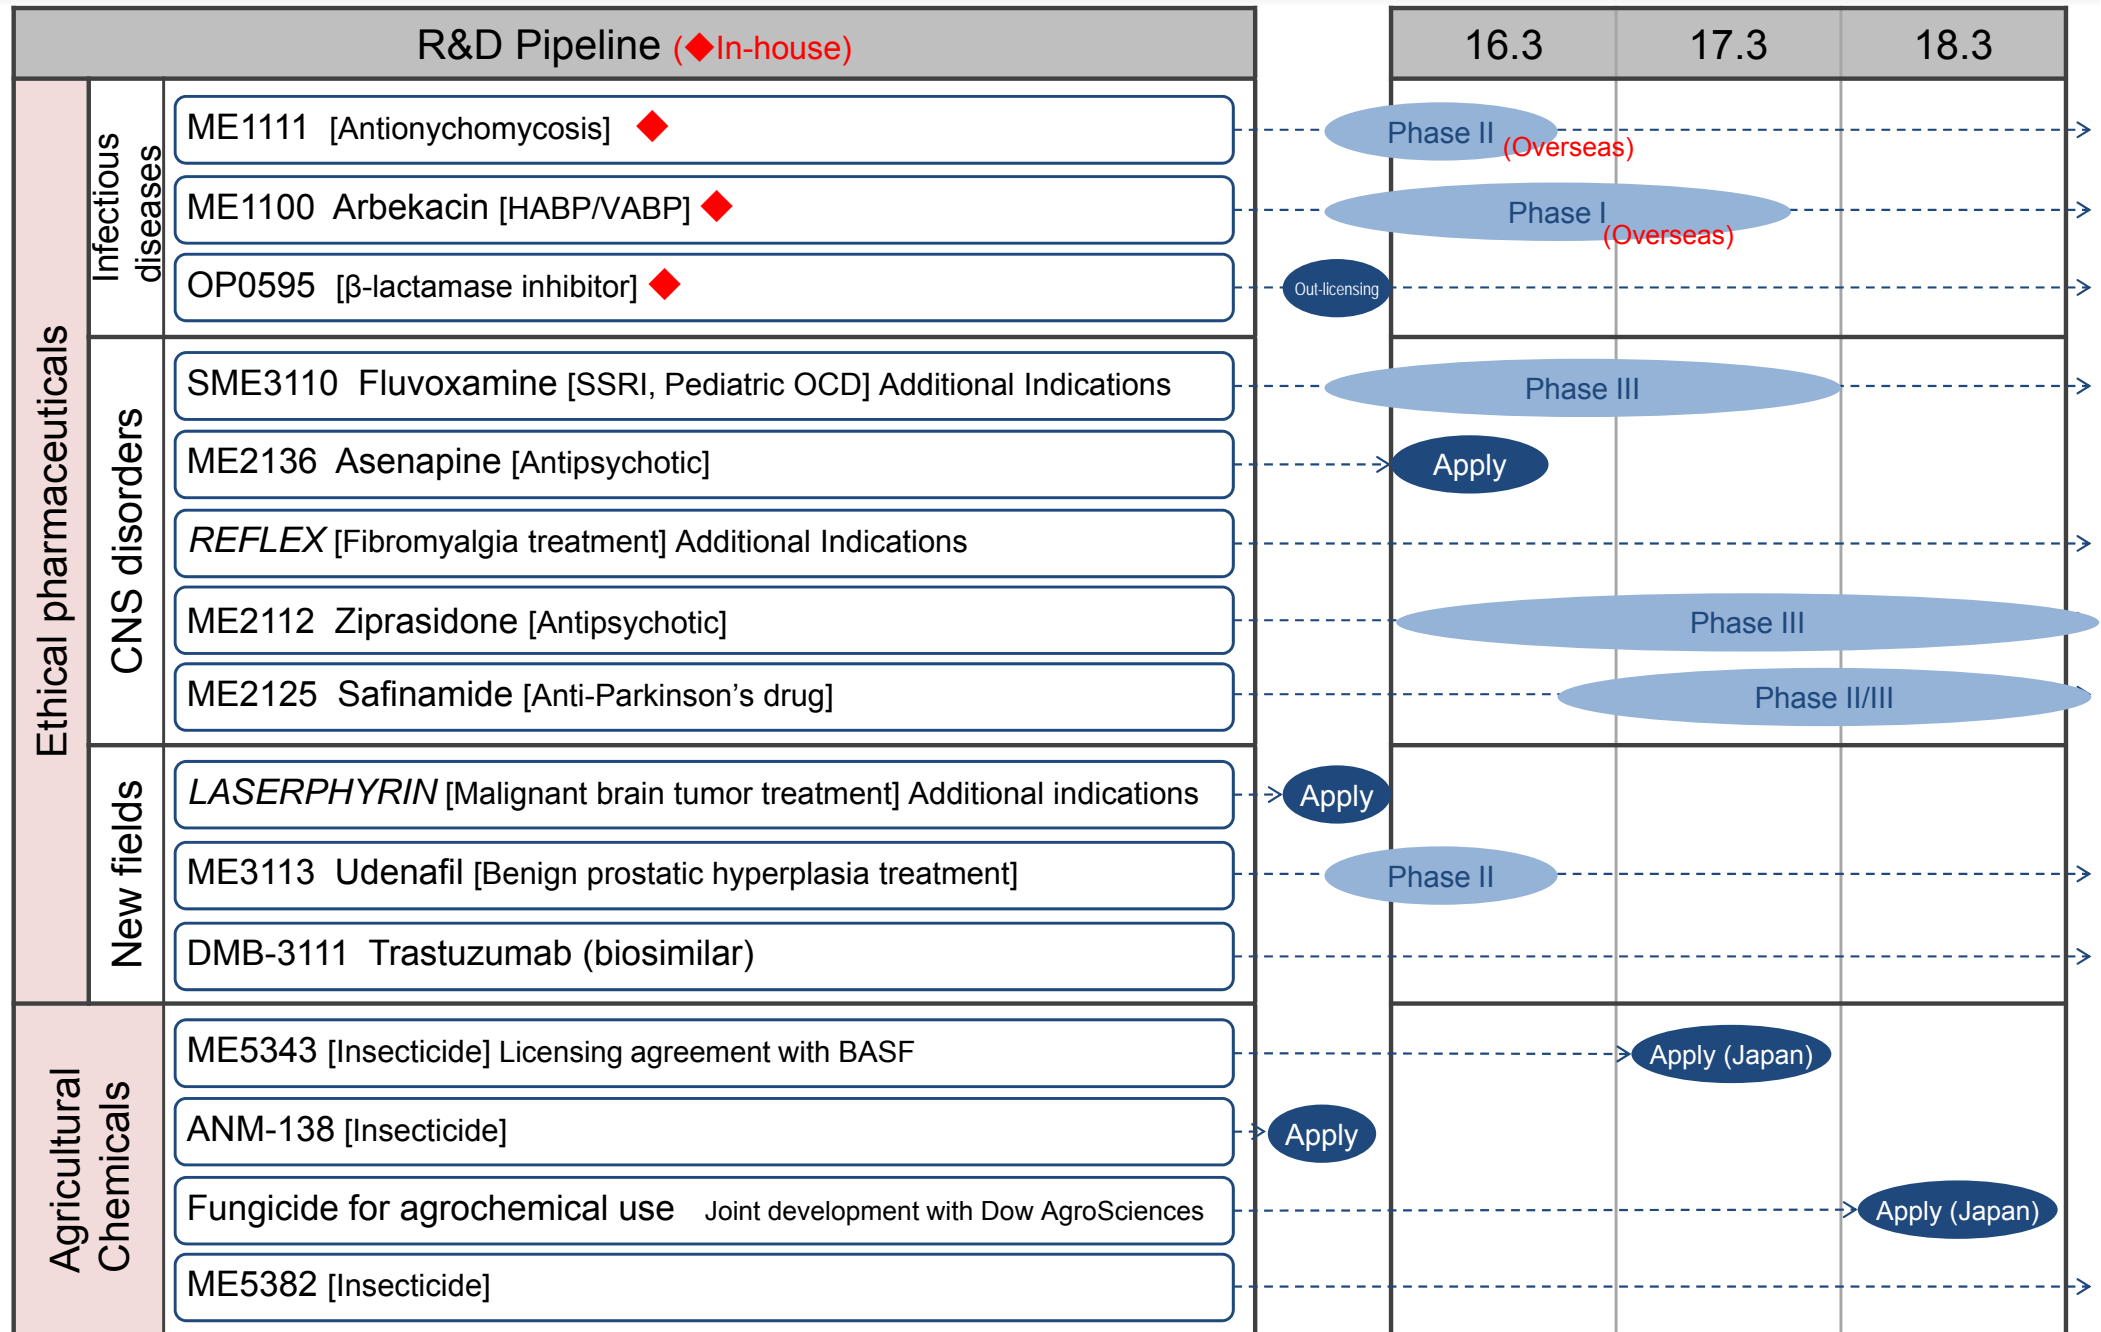 R&D Pipeline (◆In-house)
16.3
17.3
18.3
Ethical pharmaceuticals
Infectious
diseases
ME1111 [Antionychomycosis] ◆
Phase II
(Overseas)
ME1100 Arbekacin [HABP/VABP] ◆
Phase I
(Overseas)
OP0595 [β-lactamase inhibitor] ◆
Out-licensing
CNS disorders
SME3110 Fluvoxamine [SSRI, Pediatric OCD] Additional Indications
Phase III
ME2136 Asenapine [Antipsychotic]
Apply
REFLEX [Fibromyalgia treatment] Additional Indications
ME2112 Ziprasidone [Antipsychotic]
Phase III
ME2125 Safinamide [Anti-Parkinson’s drug]
Phase II/III
New fields
LASERPHYRIN [Malignant brain tumor treatment] Additional indications
Apply
ME3113 Udenafil [Benign prostatic hyperplasia treatment]
Phase II
DMB-3111 Trastuzumab (biosimilar)
Agricultural
Chemicals
ME5343 [Insecticide] Licensing agreement with BASF
Apply (Japan)
ANM-138 [Insecticide]
Apply
Fungicide for agrochemical use Joint development with Dow AgroSciences
Apply (Japan)
ME5382 [Insecticide]